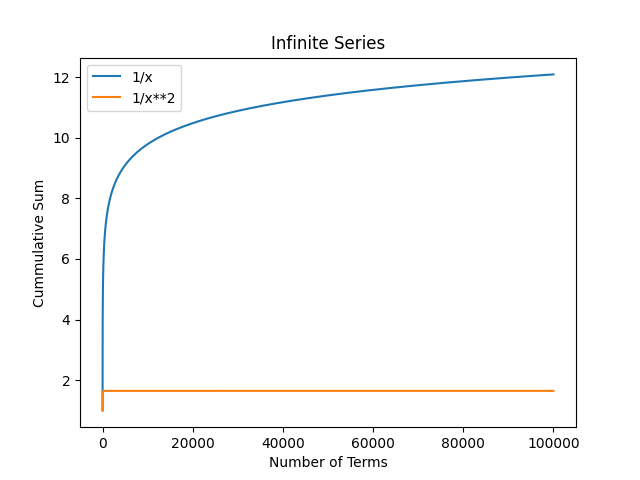 Infinite Series
1/x
1/x**2
12
10
8
6
4
2
Cummulative Sum
0 20000 40000 60000 80000 100000
Number of Terms